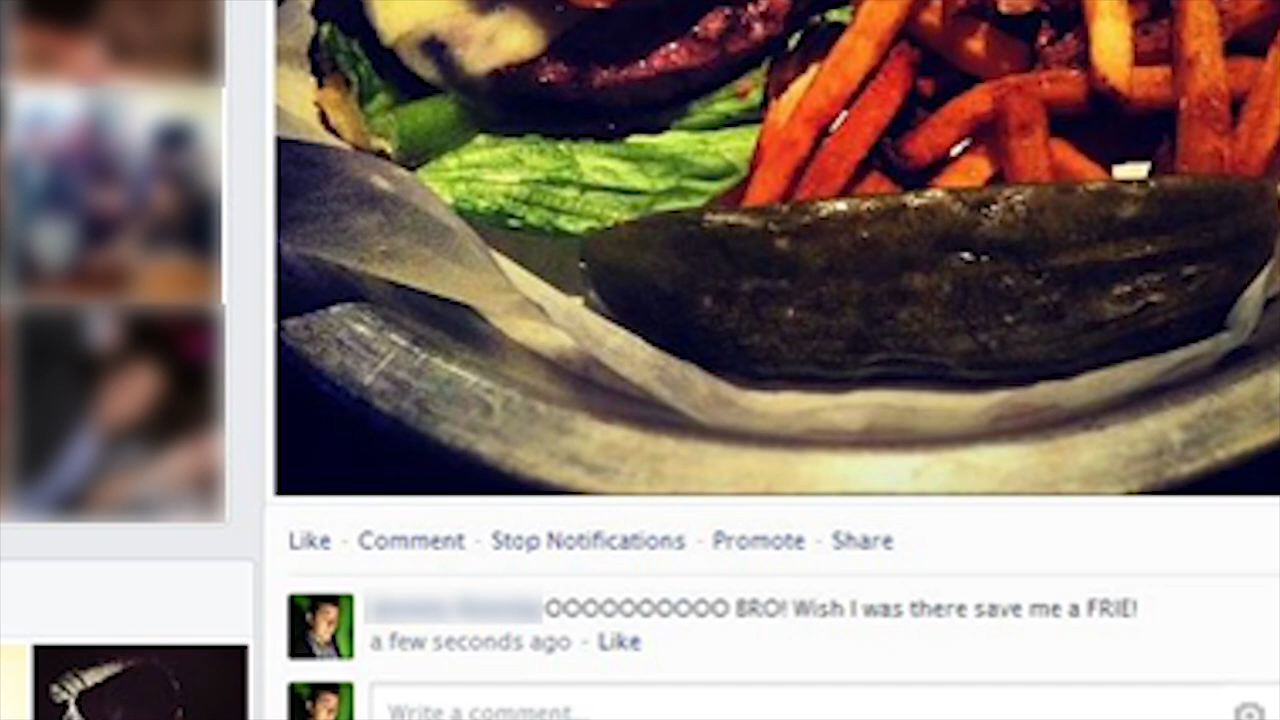 Like · Comment · Stop Notifications · Promote · Share
OOOOOOOOOOO BRO! Wish I was there save me a FRIE!
a few seconds ago · Like
Write a comment...